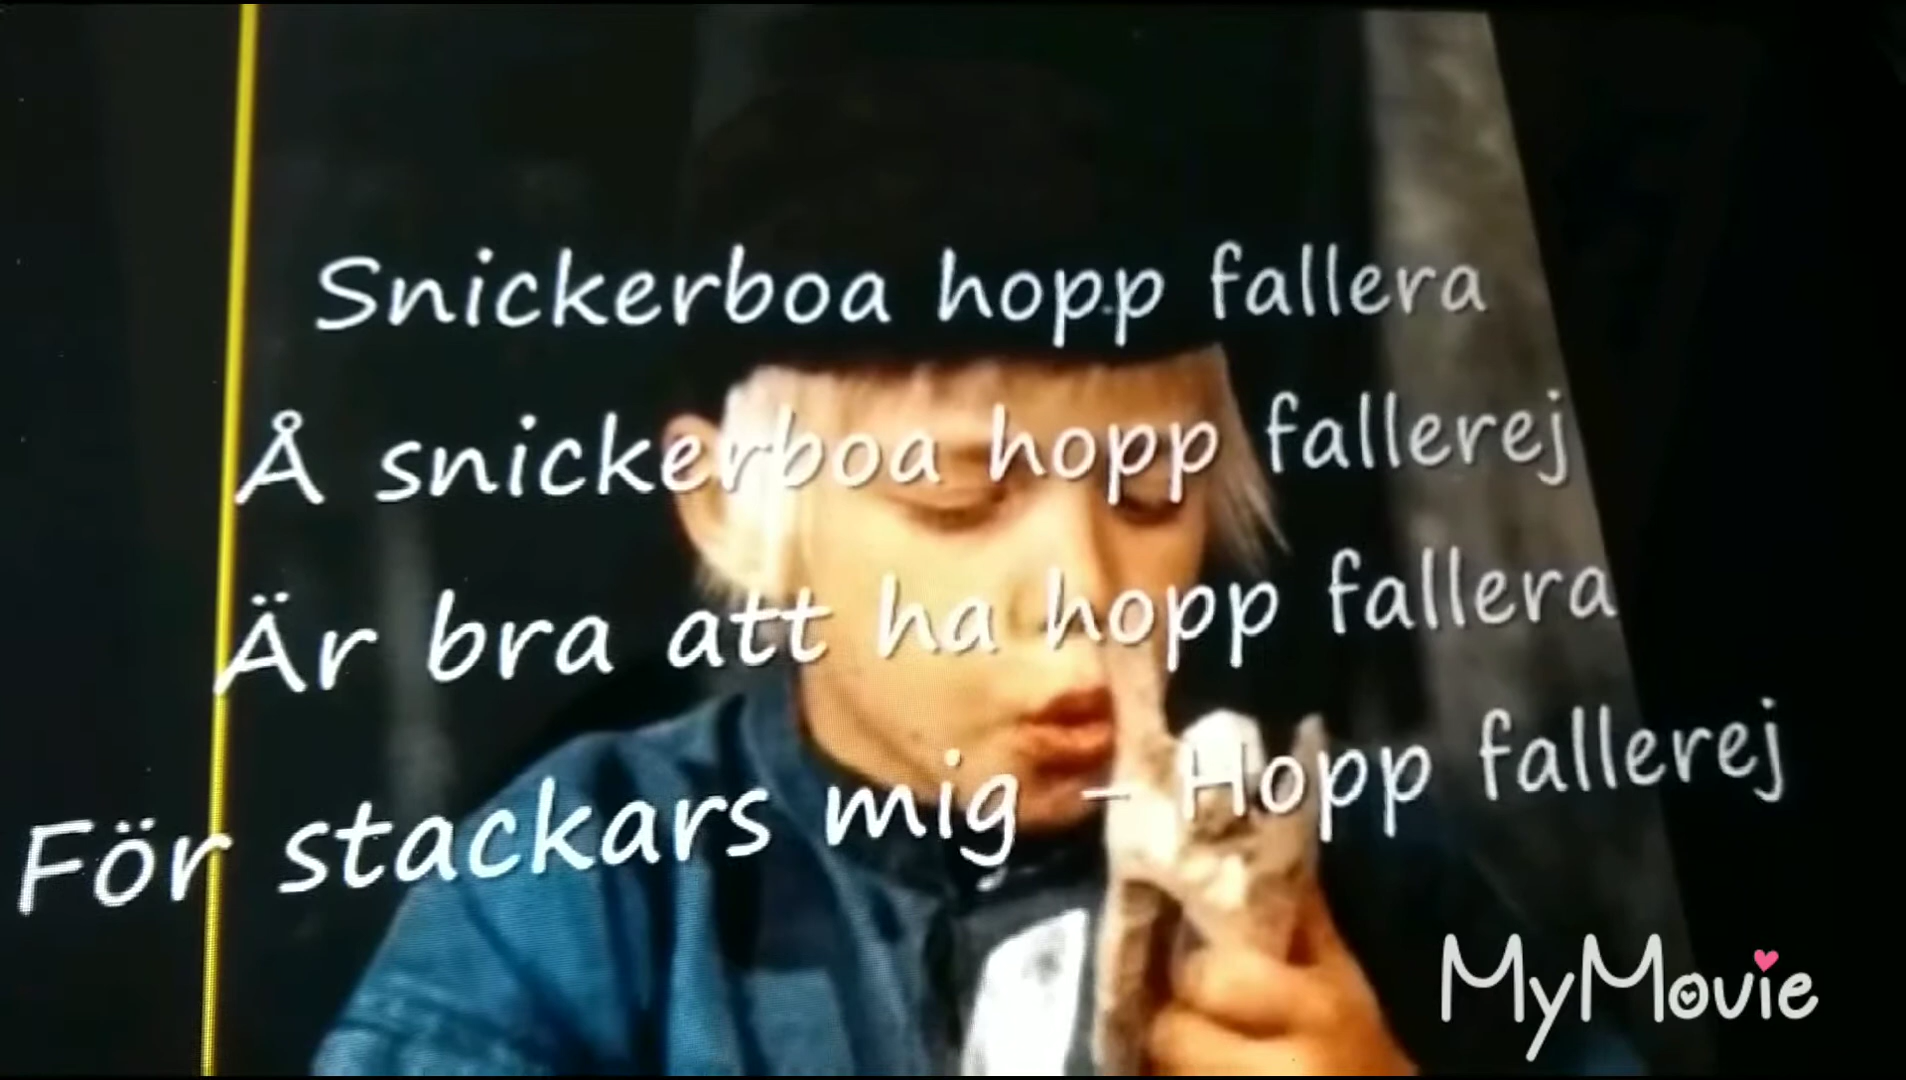 Snickerboa hopp fallera
Å snickerboa hopp fallerej
Är bra att ha hopp fallera
För stackars mig - Hopp fallerej
MyMovie